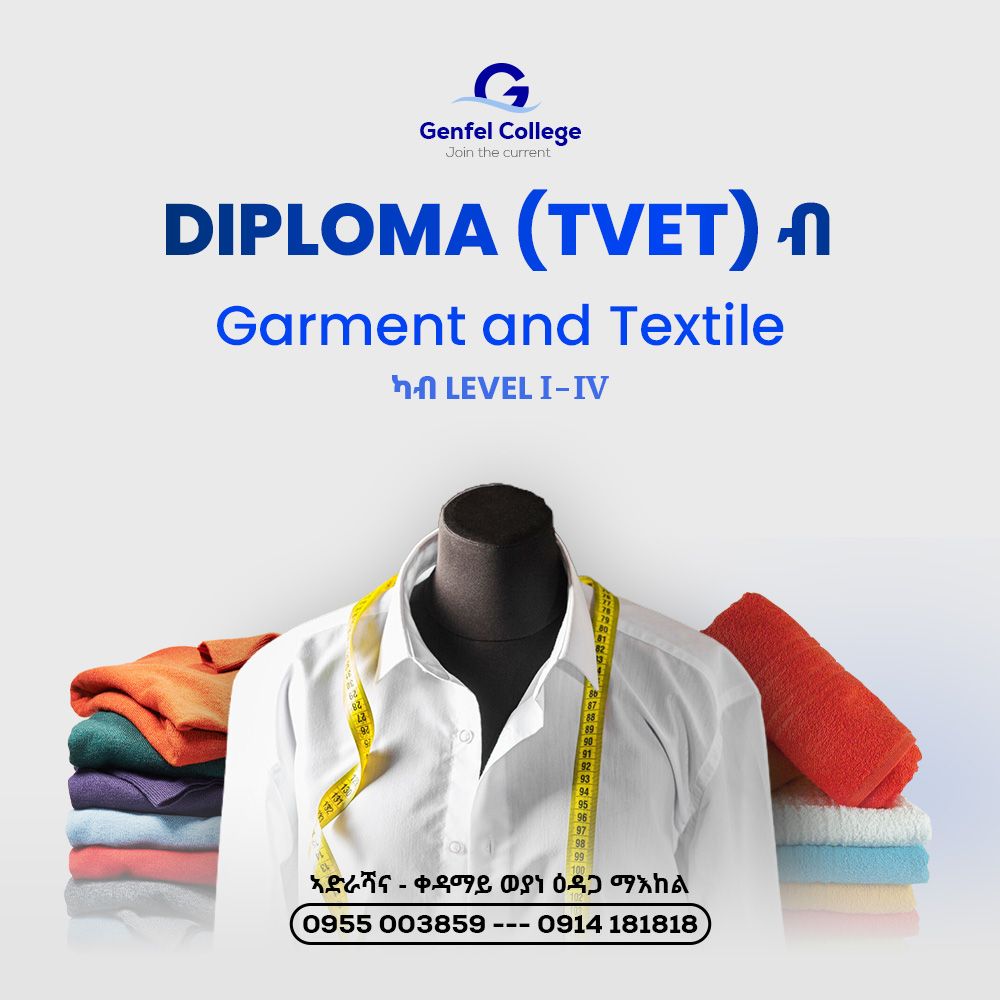 G
Genfel College
Join the current
DIPLOMA (TVET) ብ
Garment and Textile
ካብ LEVEL I-IV
ኣድራሻና - ቀዳማይ ወያነ ዕዳጋ ማእከል
0955 003859 --- 0914 181818